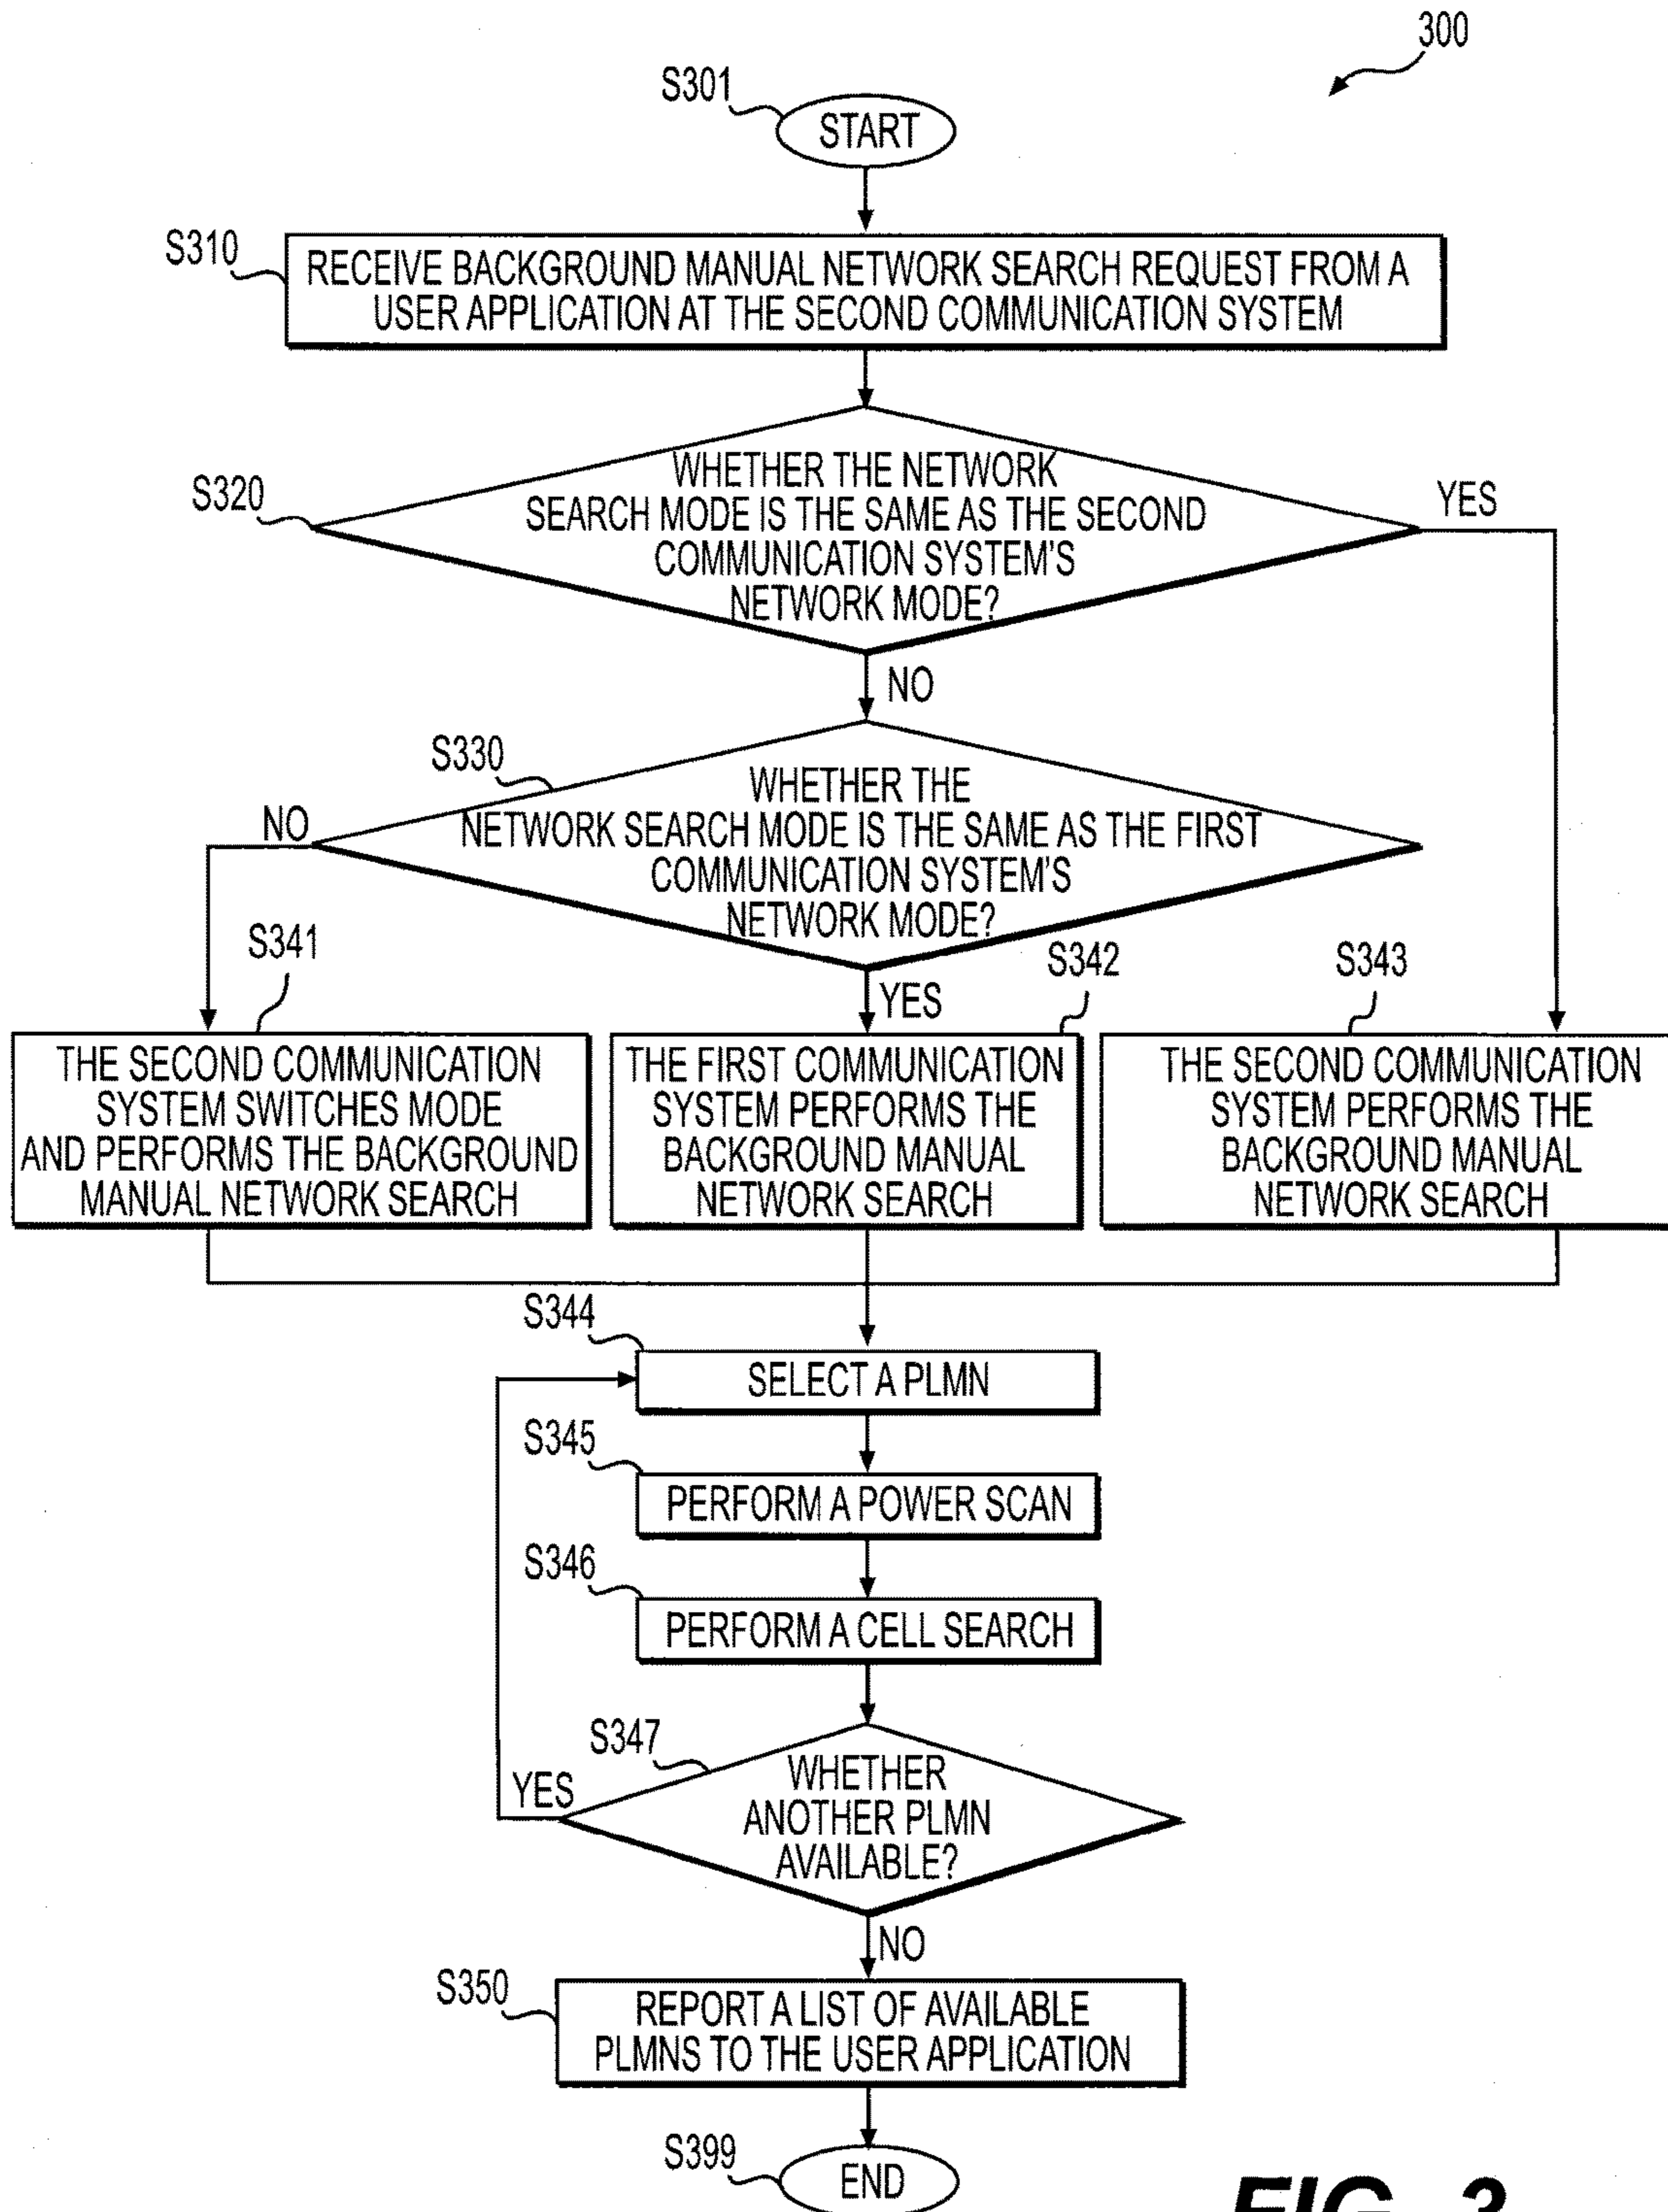 300
S301
START
S310
RECEIVE BACKGROUND MANUAL NETWORK SEARCH REQUEST FROM A
USER APPLICATION AT THE SECOND COMMUNICATION SYSTEM
S320
WHETHER THE NETWORK
SEARCH MODE IS THE SAME AS THE SECOND
COMMUNICATION SYSTEM'S
NETWORK MODE?
YES
NO
S330
WHETHER THE
NETWORK SEARCH MODE IS THE SAME AS THE FIRST
COMMUNICATION SYSTEM'S
NETWORK MODE?
NO
YES
S341
THE SECOND COMMUNICATION
SYSTEM SWITCHES MODE
AND PERFORMS THE BACKGROUND
MANUAL NETWORK SEARCH
S342
THE FIRST COMMUNICATION
SYSTEM PERFORMS THE
BACKGROUND MANUAL
NETWORK SEARCH
S343
THE SECOND COMMUNICATION
SYSTEM PERFORMS THE
BACKGROUND MANUAL
NETWORK SEARCH
S344
SELECT A PLMN
S345
PERFORM A POWER SCAN
S346
PERFORM A CELL SEARCH
S347
WHETHER
ANOTHER PLMN
AVAILABLE?
YES
NO
S350
REPORT A LIST OF AVAILABLE
PLMNS TO THE USER APPLICATION
S399
END
FIG. 3